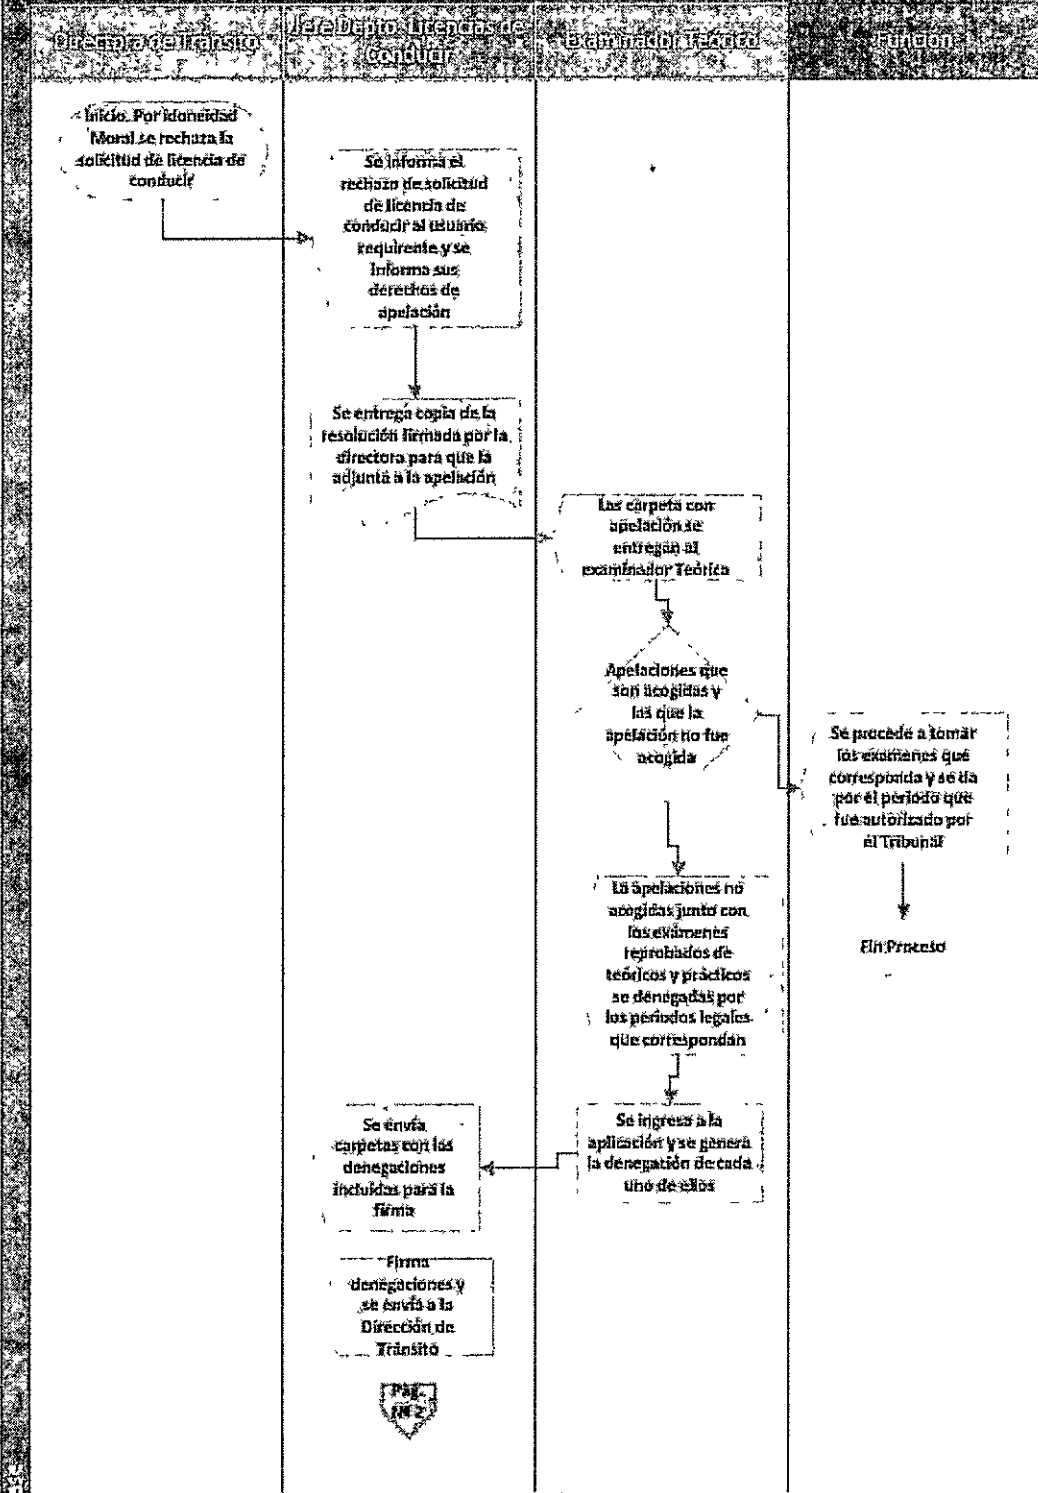 Directora de Tránsito
Jefe Depto. Licencias de
Conducir
Examinador Teórico
Función
Inicio. Por Idoneidad
Moral se rechaza la
solicitud de licencia de
conducir
Se informa el
rechazo de solicitud
de licencia de
conducir al usuario
requirente y se
Informa sus
derechos de
apelación
Se entrega copia de la
resolución firmada por la
directora para que la
adjunta a la apelación
Las carpeta con
apelación se
entregan al
examinador Teórica
Apelaciones que
son acogidas y
las que la
apelación no fue
acogida
Se procede a tomar
los exámenes que
corresponda y se da
por el periodo que
fue autorizado por
el Tribunal
Fin Proceso
La apelaciones no
acogidas junto con
los exámenes
reprobados de
teóricos y prácticos
se denegadas por
los periodos legales
que correspondan
Se ingresa a la
aplicación y se genera
la denegación de cada
uno de ellos
Se envía
carpetas con las
denegaciones
incluidas para la
firma
Firma
denegaciones y
se envía a la
Dirección de
Tránsito
Pág.
Nº 2